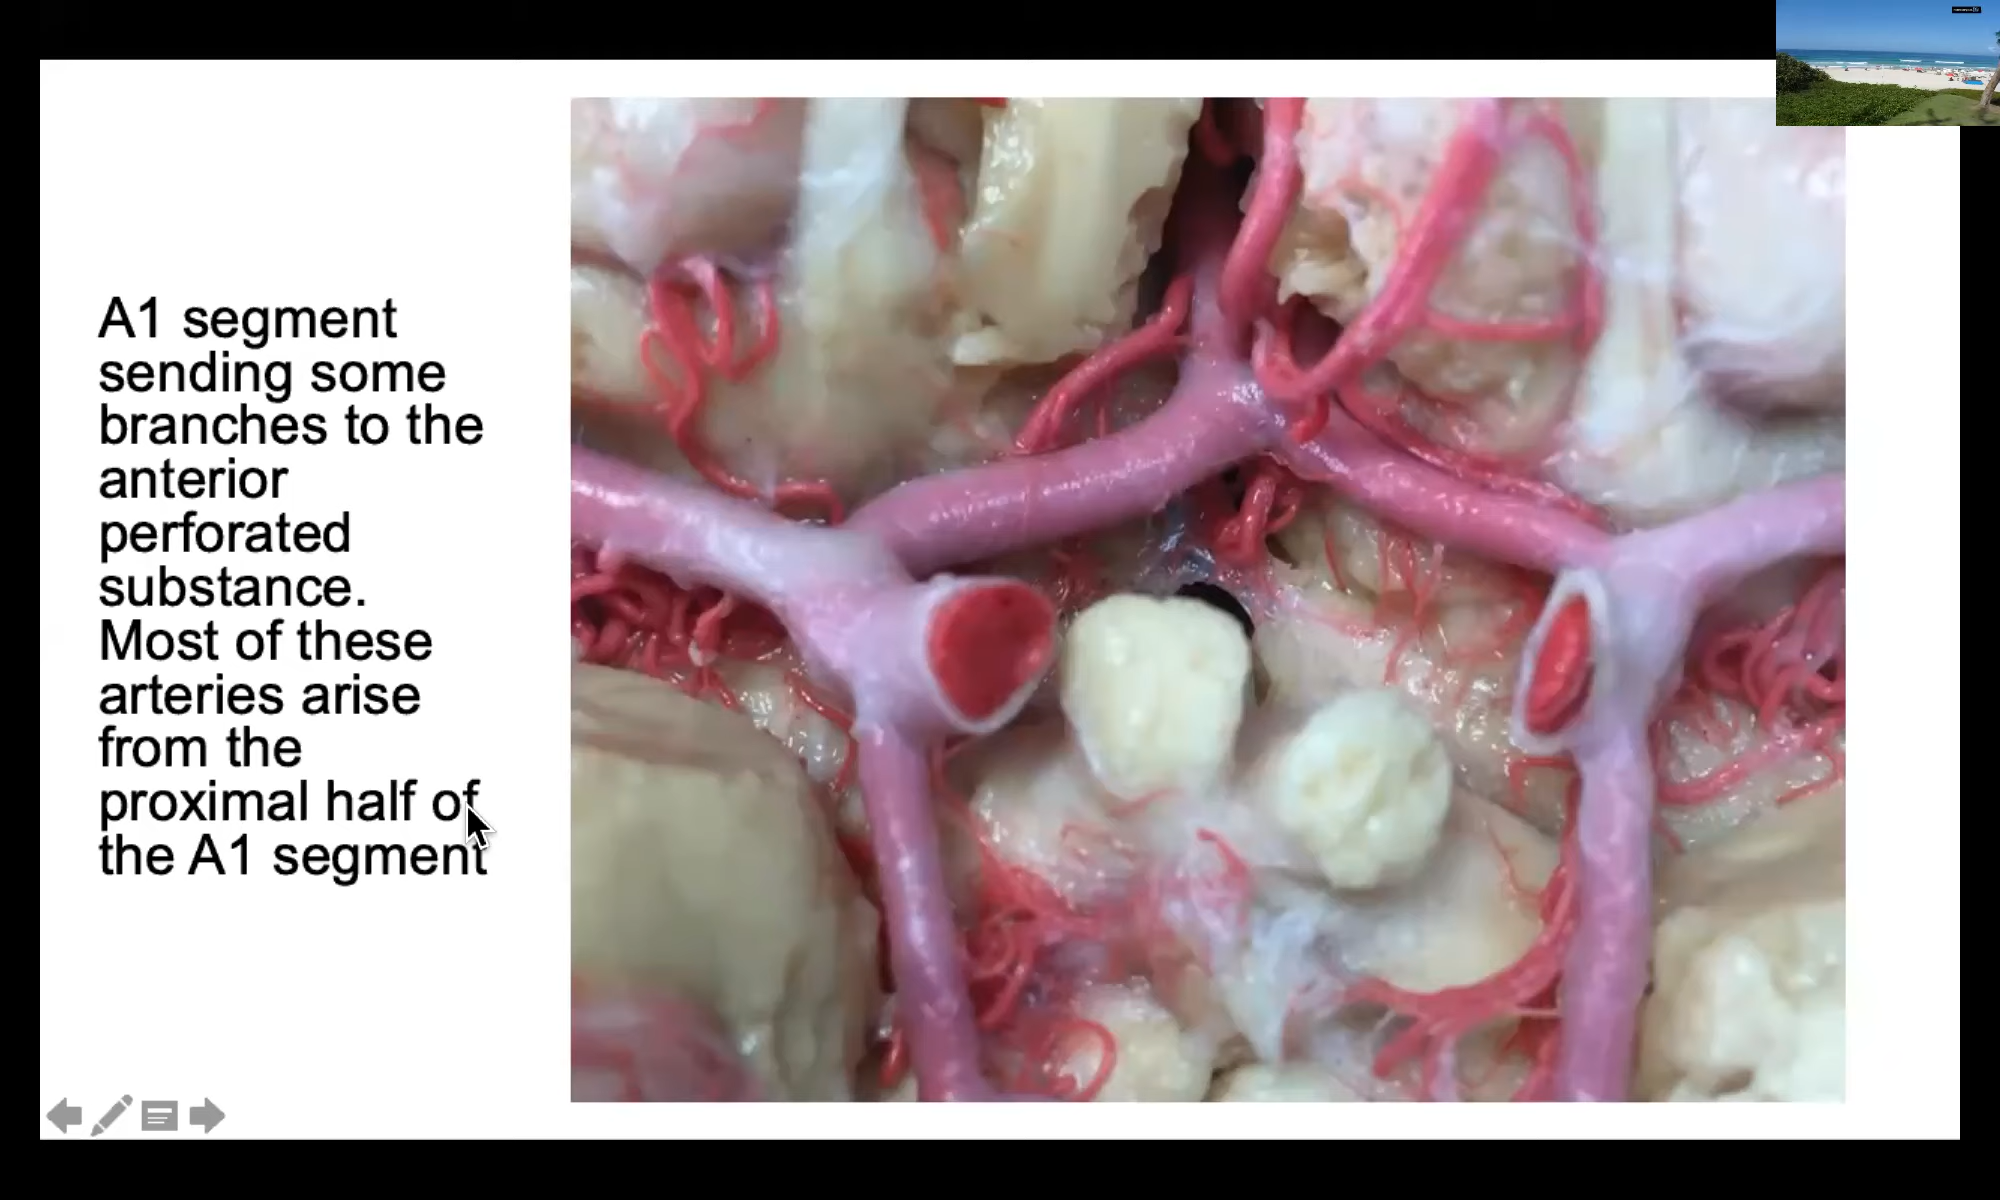 A1 segment
sending some
branches to the
anterior
perforated
substance.
Most of these
arteries arise
from the
proximal half of
the A1 segment